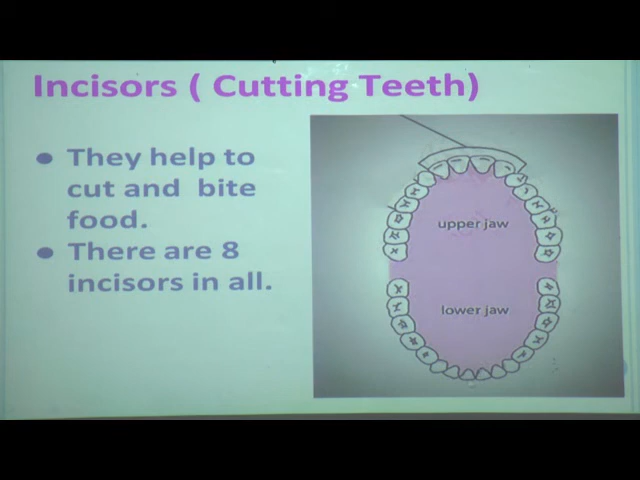 Incisors ( Cutting Teeth)
● They help to
cut and bite
food.
● There are 8
incisors in all.
upper jaw
lower jaw